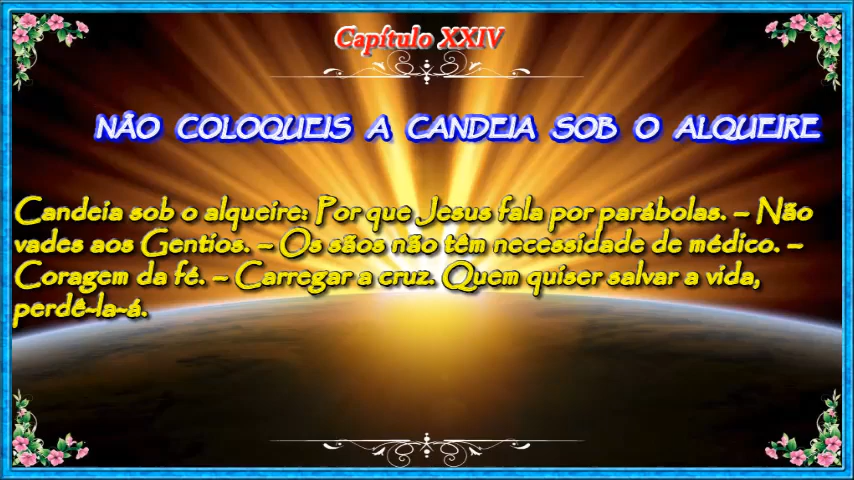 Capítulo XXIV
NÃO COLOQUEIS A CANDEIA SOB O ALQUEIRE
Candeia sob o alqueire: Por que Jesus fala por parábolas. – Não
vades aos Gentios. – Os sãos não têm necessidade de médico. –
Coragem da fé. – Carregar a cruz. Quem quiser salvar a vida,
perdê-la-á.